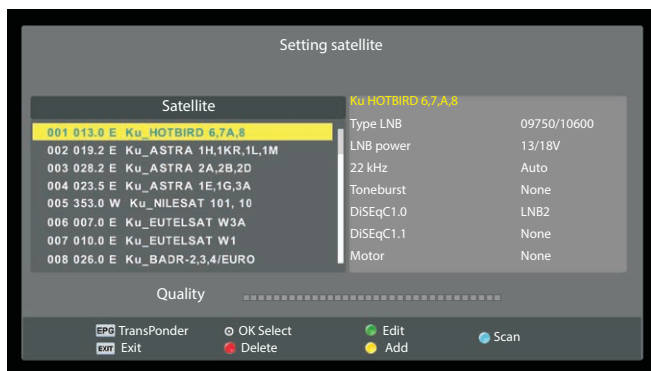 Setting satellite
Satellite
001 013.0 E Ku_HOTBIRD 6,7A,8
002 019.2 E Ku_ASTRA 1H,1KR,1L,1M
003 028.2 E Ku_ASTRA 2A,2B,2D
004 023.5 E Ku_ASTRA 1E,1G,3A
005 353.0 W Ku_NILESAT 101, 10
006 007.0 E Ku_EUTELSAT W3A
007 010.0 E Ku_EUTELSAT W1
008 026.0 E Ku_BADR-2,3,4/EURO
Ku HOTBIRD 6,7,A,8
Type LNB 09750/10600
LNB power 13/18V
22 kHz Auto
Toneburst None
DiSEqC1.0 LNB2
DiSEqC1.1 None
Motor None
Quality
EPG TransPonder OK Select Edit Scan
EXIT Exit Delete Add